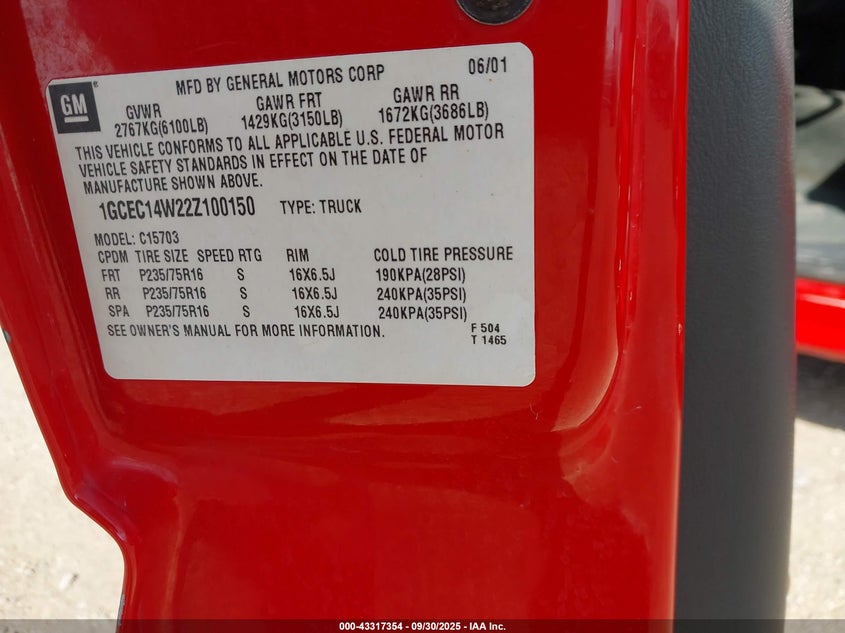 MFD BY GENERAL MOTORS CORP 06/01
GM®
GVWR GAWR FRT GAWR RR
2767KG(6100LB) 1429KG(3150LB) 1672KG(3686LB)
THIS VEHICLE CONFORMS TO ALL APPLICABLE U.S. FEDERAL MOTOR
VEHICLE SAFETY STANDARDS IN EFFECT ON THE DATE OF
MANUFACTURE SHOWN ABOVE.
1GCEC14W22Z100150 TYPE: TRUCK
MODEL: C15703
CPDM TIRE SIZE SPEED RTG RIM COLD TIRE PRESSURE
FRT P235/75R16 S 16X6.5J 190KPA(28PSI)
RR P235/75R16 S 16X6.5J 240KPA(35PSI)
SPA P235/75R16 S 16X6.5J 240KPA(35PSI)
SEE OWNER'S MANUAL FOR MORE INFORMATION. F 504
T 1465
000-43317354 - 09/30/2025 - IAA Inc.